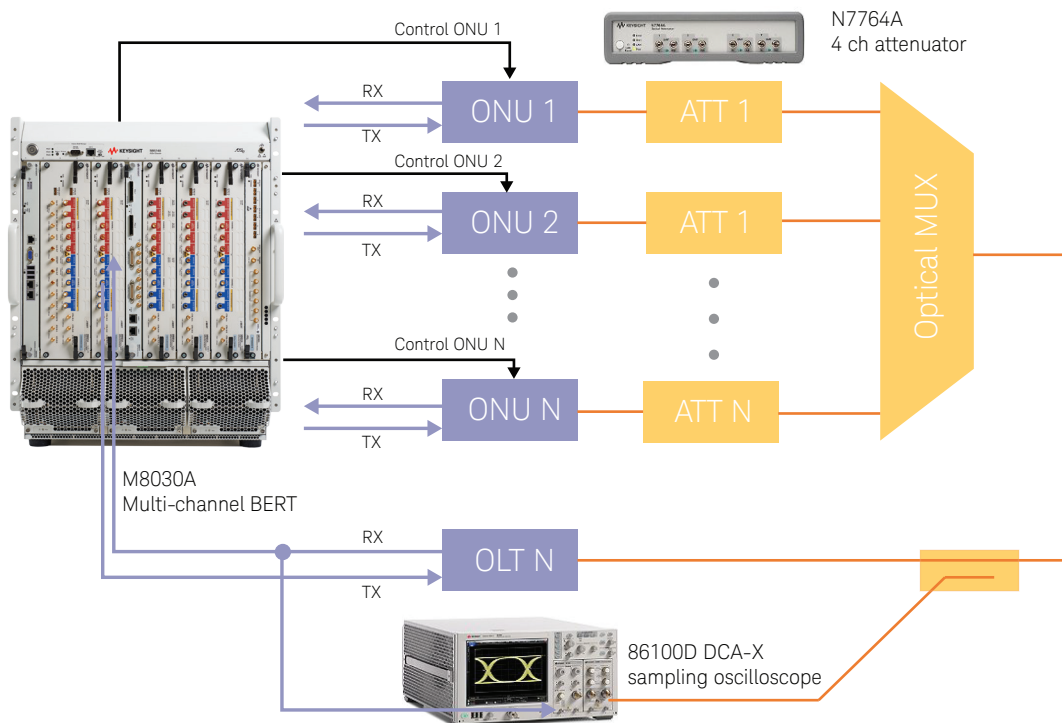 Control ONU 1
KEYSIGHT
N7764A
4 ch attenuator
RX
TX
ONU 1
ATT 1
KEYSIGHT
Control ONU 2
RX
TX
ONU 2
ATT 1
Optical MUX
Control ONU N
RX
TX
ONU N
ATT N
M8030A
Multi-channel BERT
RX
TX
OLT N
86100D DCA-X
sampling oscilloscope